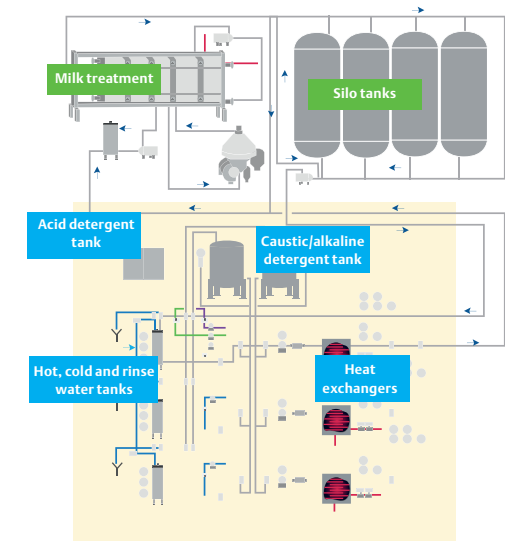 Milk treatment
Silo tanks
Acid detergent
tank
Caustic/alkaline
detergent tank
Hot, cold and rinse
water tanks
Heat
exchangers